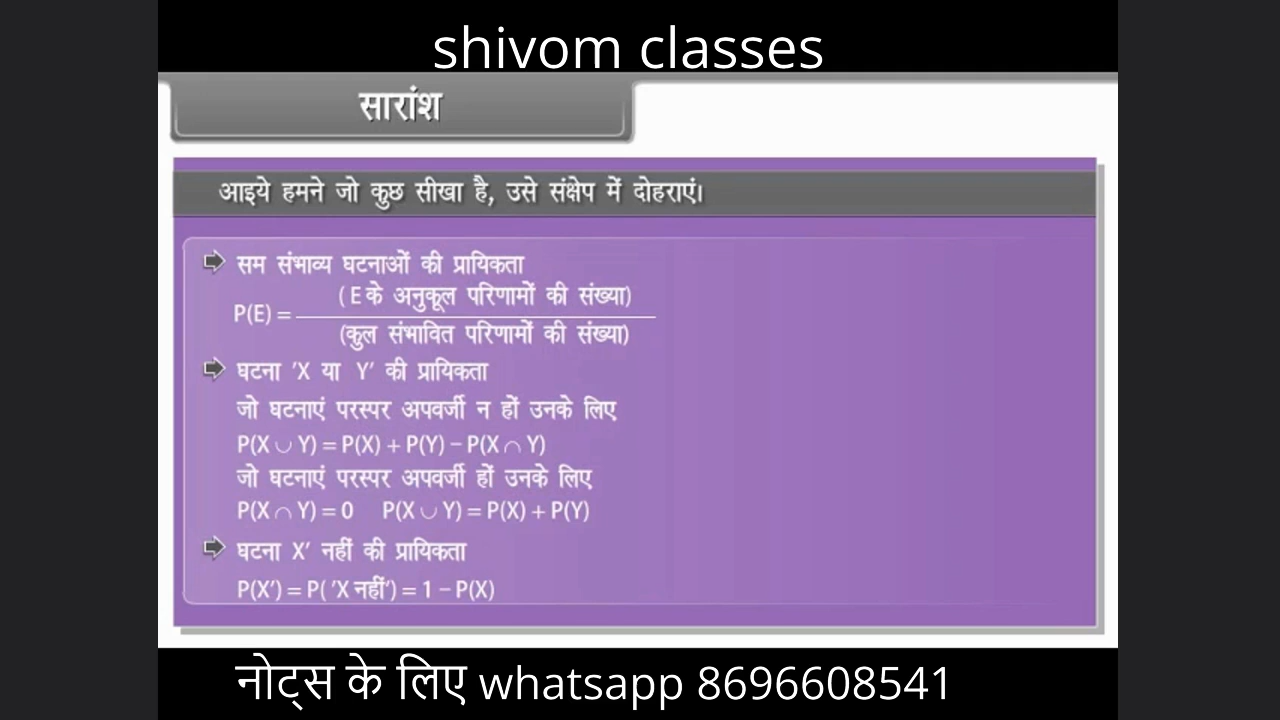 shivom classes
सारांश
आइये हमने जो कुछ सीखा है, उसे संक्षेप में दोहराएं।
सम संभाव्य घटनाओं की प्रायिकता
P(E) = (E के अनुकूल परिणामों की संख्या)
(कुल संभावित परिणामों की संख्या)
घटना 'X या Y' की प्रायिकता
जो घटनाएं परस्पर अपवर्जी न हों उनके लिए
P(X ∪ Y) = P(X) + P(Y) − P(X ∩ Y)
जो घटनाएं परस्पर अपवर्जी हों उनके लिए
P(X ∩ Y) = 0 P(X ∪ Y) = P(X) + P(Y)
घटना X' नहीं की प्रायिकता
P(X') = P( 'X नहीं') = 1 − P(X)
नोट्स के लिए whatsapp 8696608541